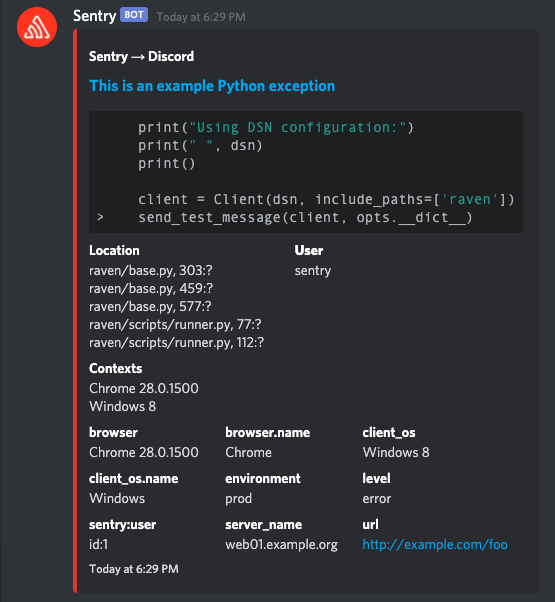 Sentry BOT Today at 6:29 PM
Sentry → Discord
This is an example Python exception
print("Using DSN configuration:")
print(" ", dsn)
print()
client = Client(dsn, include_paths=['raven'])
> send_test_message(client, opts.__dict__)
Location User
raven/base.py, 303:? sentry
raven/base.py, 459:?
raven/base.py, 577:?
raven/scripts/runner.py, 77:?
raven/scripts/runner.py, 112:?
Contexts
Chrome 28.0.1500
Windows 8
browser browser.name client_os
Chrome 28.0.1500 Chrome Windows 8
client_os.name environment level
Windows prod error
sentry:user server_name url
id:1 web01.example.org http://example.com/foo
Today at 6:29 PM